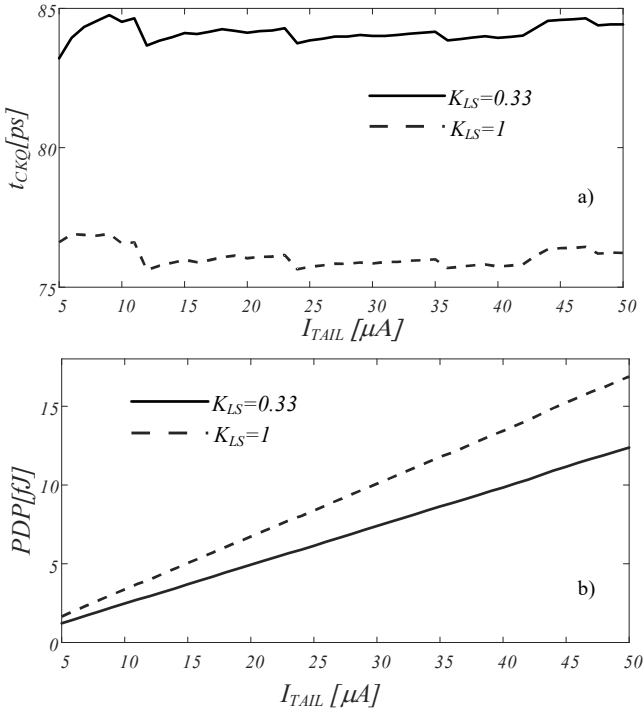 85
80
75
t_CKQ[ps]
K_LS=0.33
K_LS=1
a)
5 10 15 20 25 30 35 40 45 50
I_TAIL [µA]
15
10
5
0
PDP[fJ]
K_LS=0.33
K_LS=1
b)
5 10 15 20 25 30 35 40 45 50
I_TAIL [µA]